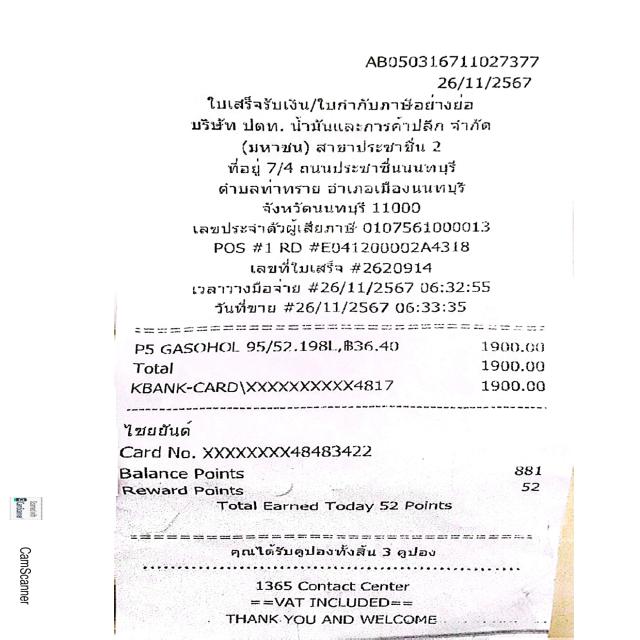 AB050316711027377
26/11/2567
ใบเสร็จรับเงิน/ใบกำกับภาษีอย่างย่อ
บริษัท ปตท. น้ำมันและการค้าปลีก จำกัด
(มหาชน) สาขาประชาชื่น 2
ที่อยู่ 7/4 ถนนประชาชื่นนนทบุรี
ตำบลท่าทราย อำเภอเมืองนนทบุรี
จังหวัดนนทบุรี 11000
เลขประจำตัวผู้เสียภาษี 0107561000013
POS #1 RD #E041200002A4318
เลขที่ใบเสร็จ #2620914
เวลาวางมือจ่าย #26/11/2567 06:32:55
วันที่ขาย #26/11/2567 06:33:35
P5 GASOHOL 95/52.198L,฿36.40 1900.00
Total 1900.00
KBANK-CARD\XXXXXXXXXX4817 1900.00
ไชยยันต์
Card No. XXXXXXXX48483422
Balance Points 881
Reward Points 52
Total Earned Today 52 Points
คุณได้รับคูปองทั้งสิ้น 3 คูปอง
1365 Contact Center
==VAT INCLUDED==
THANK YOU AND WELCOME
CamScanner